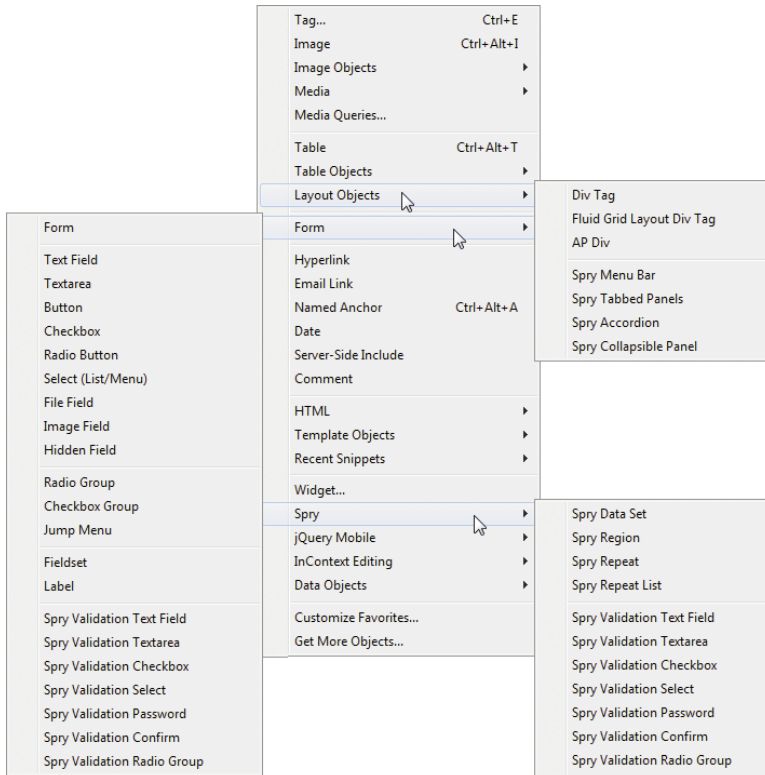 Tag... Ctrl+E
Image Ctrl+Alt+I
Image Objects
Media
Media Queries...
Table Ctrl+Alt+T
Table Objects
Layout Objects
Form
Hyperlink
Email Link
Named Anchor Ctrl+Alt+A
Date
Server-Side Include
Comment
HTML
Template Objects
Recent Snippets
Widget...
Spry
jQuery Mobile
InContext Editing
Data Objects
Customize Favorites...
Get More Objects...
Div Tag
Fluid Grid Layout Div Tag
AP Div
Spry Menu Bar
Spry Tabbed Panels
Spry Accordion
Spry Collapsible Panel
Form
Text Field
Textarea
Button
Checkbox
Radio Button
Select (List/Menu)
File Field
Image Field
Hidden Field
Radio Group
Checkbox Group
Jump Menu
Fieldset
Label
Spry Validation Text Field
Spry Validation Textarea
Spry Validation Checkbox
Spry Validation Select
Spry Validation Password
Spry Validation Confirm
Spry Validation Radio Group
Spry Data Set
Spry Region
Spry Repeat
Spry Repeat List
Spry Validation Text Field
Spry Validation Textarea
Spry Validation Checkbox
Spry Validation Select
Spry Validation Password
Spry Validation Confirm
Spry Validation Radio Group